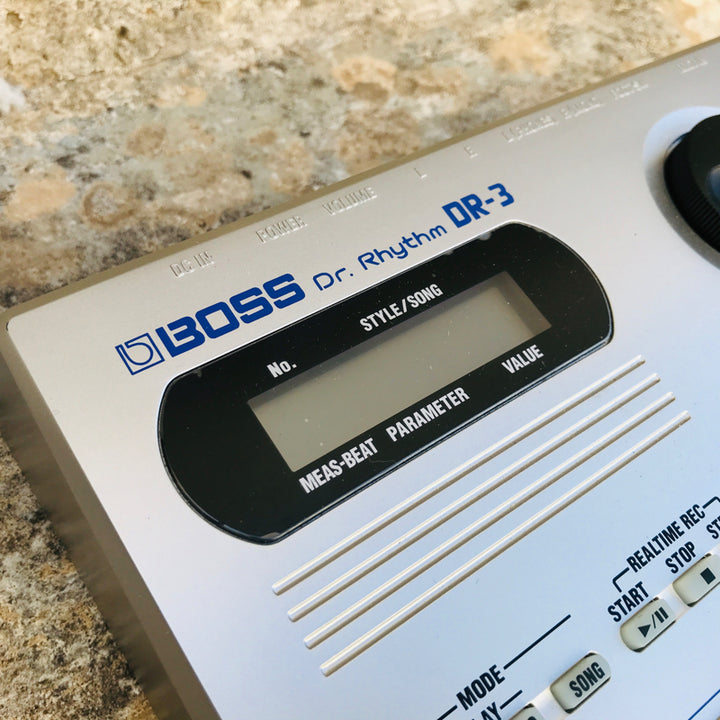 DC IN POWER VOLUME L R
BOSS Dr. Rhythm DR-3
No. STYLE/SONG
MEAS-BEAT PARAMETER VALUE
REALTIME REC
START STOP
MODE
SONG